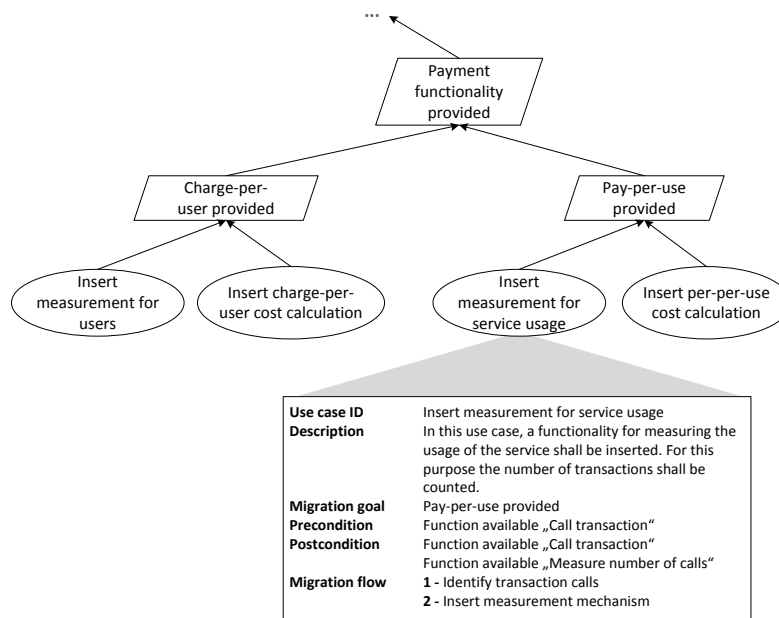 ...
Payment
functionality
provided
Charge-per-
user provided
Pay-per-use
provided
Insert
measurement for
users
Insert charge-per-
user cost calculation
Insert
measurement for
service usage
Insert per-per-use
cost calculation
Use case ID Insert measurement for service usage
Description In this use case, a functionality for measuring the
usage of the service shall be inserted. For this
purpose the number of transactions shall be
counted.
Migration goal Pay-per-use provided
Precondition Function available „Call transaction“
Postcondition Function available „Call transaction“
Function available „Measure number of calls“
Migration flow 1 - Identify transaction calls
2 - Insert measurement mechanism